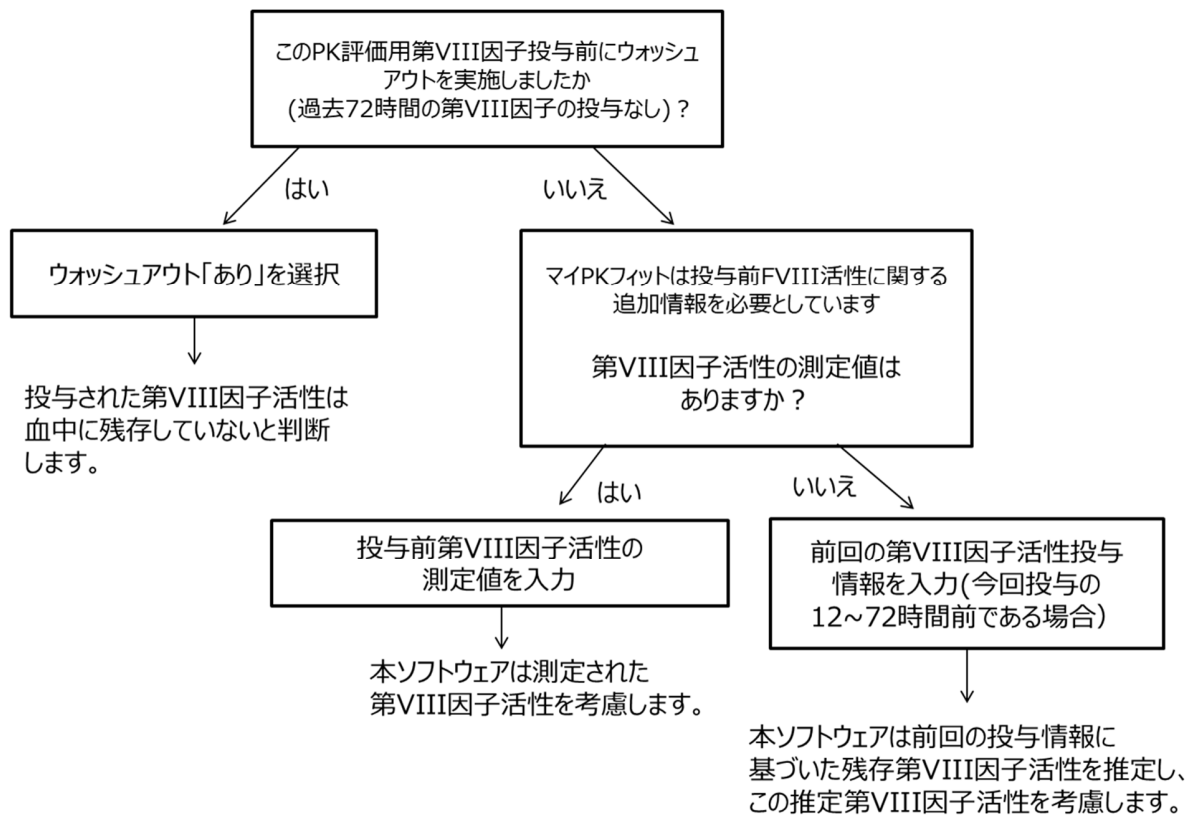 このPK評価用第VIII因子投与前にウォッシュ
アウトを実施しましたか
(過去72時間の第VIII因子の投与なし)？
はい
いいえ
ウォッシュアウト「あり」を選択
マイPKフィットは投与前FVIII活性に関する
追加情報を必要としています
第VIII因子活性の測定値は
ありますか？
投与された第VIII因子活性は
血中に残存していないと判断
します。
はい
いいえ
投与前第VIII因子活性の
測定値を入力
前回の第VIII因子活性投与
情報を入力(今回投与の
12~72時間前である場合）
本ソフトウェアは測定された
第VIII因子活性を考慮します。
本ソフトウェアは前回の投与情報に
基づいた残存第VIII因子活性を推定し、
この推定第VIII因子活性を考慮します。